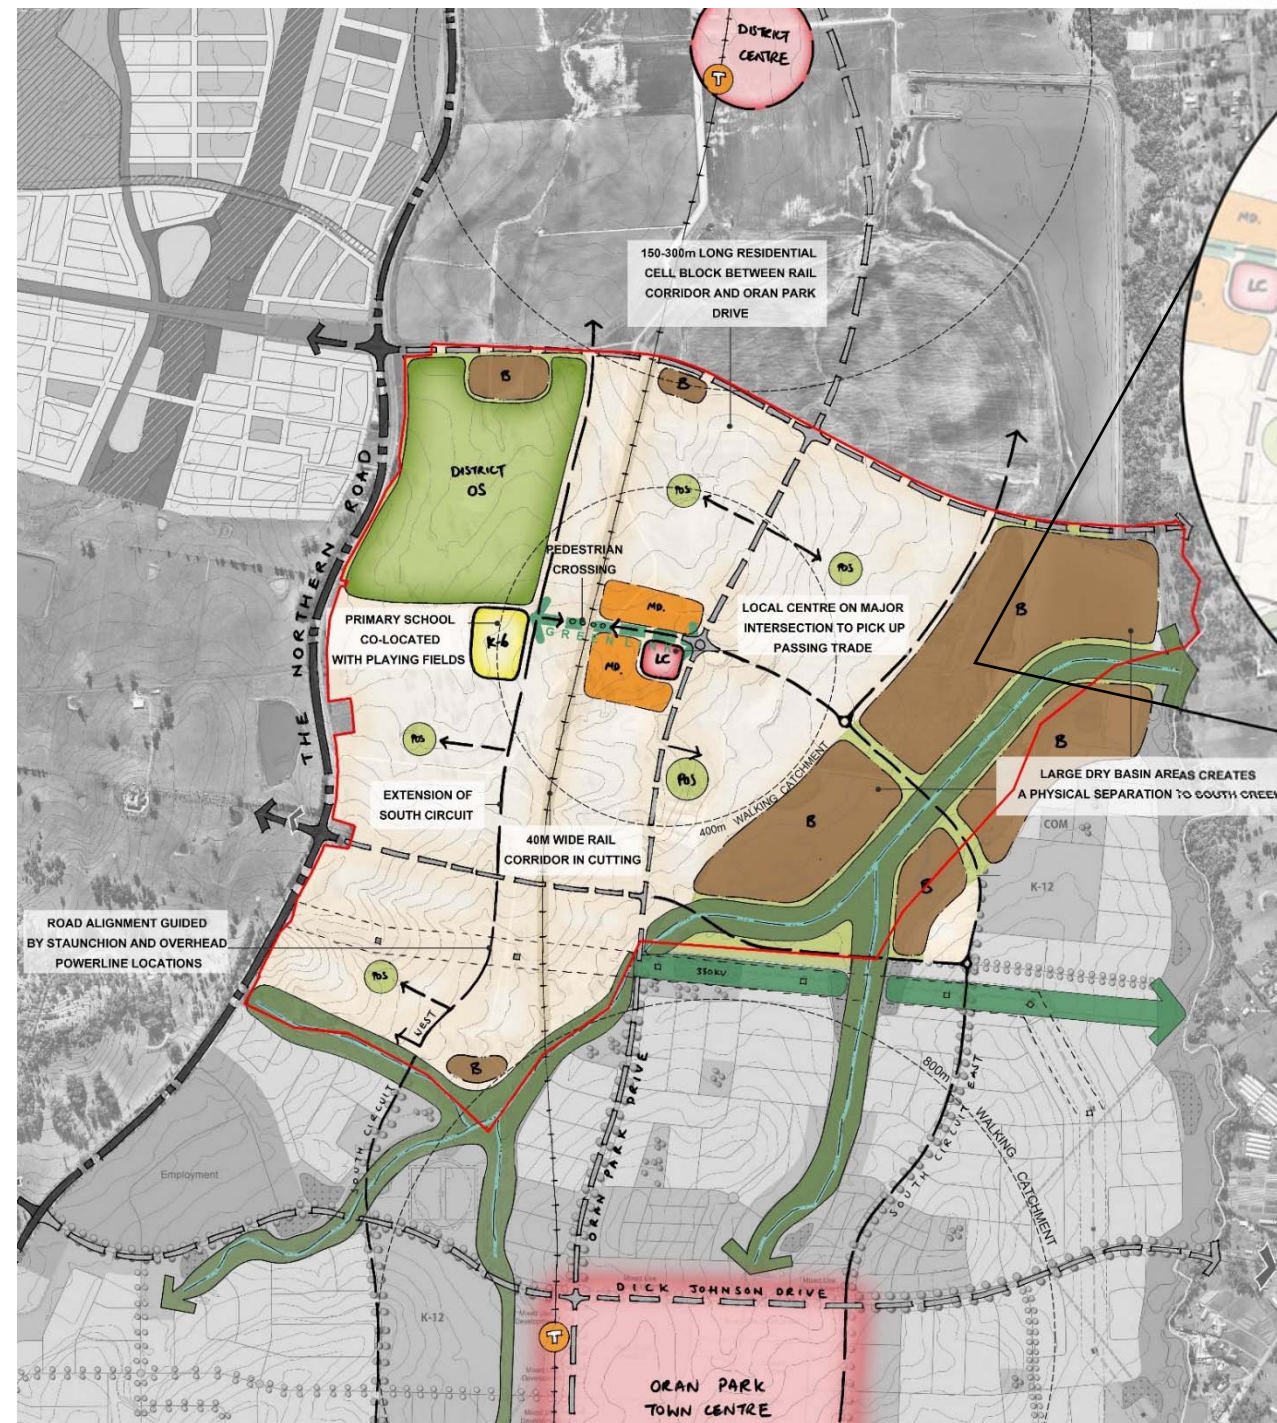 DISTRICT
CENTRE
T
150-300m LONG RESIDENTIAL
CELL BLOCK BETWEEN RAIL
CORRIDOR AND ORAN PARK
DRIVE
MD.
LC
B
B
DISTRICT
OS
POS
POS
THE NORTHERN ROAD
PEDESTRIAN
CROSSING
MD.
B
PRIMARY SCHOOL
CO-LOCATED
WITH PLAYING FIELDS
K-6
GREEN LINK
LOCAL CENTRE ON MAJOR
INTERSECTION TO PICK UP
PASSING TRADE
MD.
LC
POS
POS
B
EXTENSION OF
SOUTH CIRCUIT
LARGE DRY BASIN AREAS CREATES
A PHYSICAL SEPARATION TO SOUTH CREEK
400m WALKING CATCHMENT
B
COM
40M WIDE RAIL
CORRIDOR IN CUTTING
B
K-12
ROAD ALIGNMENT GUIDED
BY STAUNCHION AND OVERHEAD
POWERLINE LOCATIONS
POS
330KV
WEST
B
SOUTH CIRCUIT
ORAN PARK DRIVE
EAST
SOUTH CIRCUIT
800m WALKING CATCHMENT
Employment
Mixed Use
Mixed Use
DICK JOHNSON DRIVE
K-12
T
ORAN PARK
TOWN CENTRE